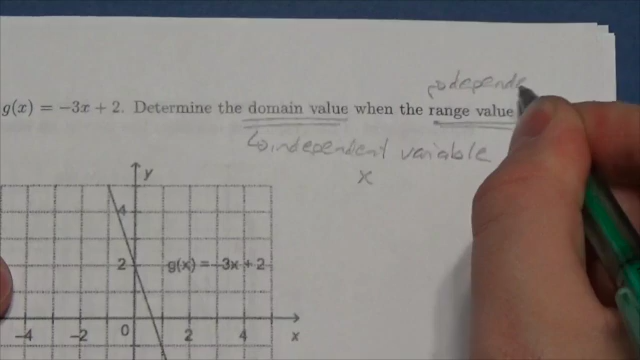 ↳ depende
g(x) = −3x + 2. Determine the domain value when the range value
↳ independent variable
x
y
4
2
g(x) = −3x + 2
−4 −2 0 2 4 x